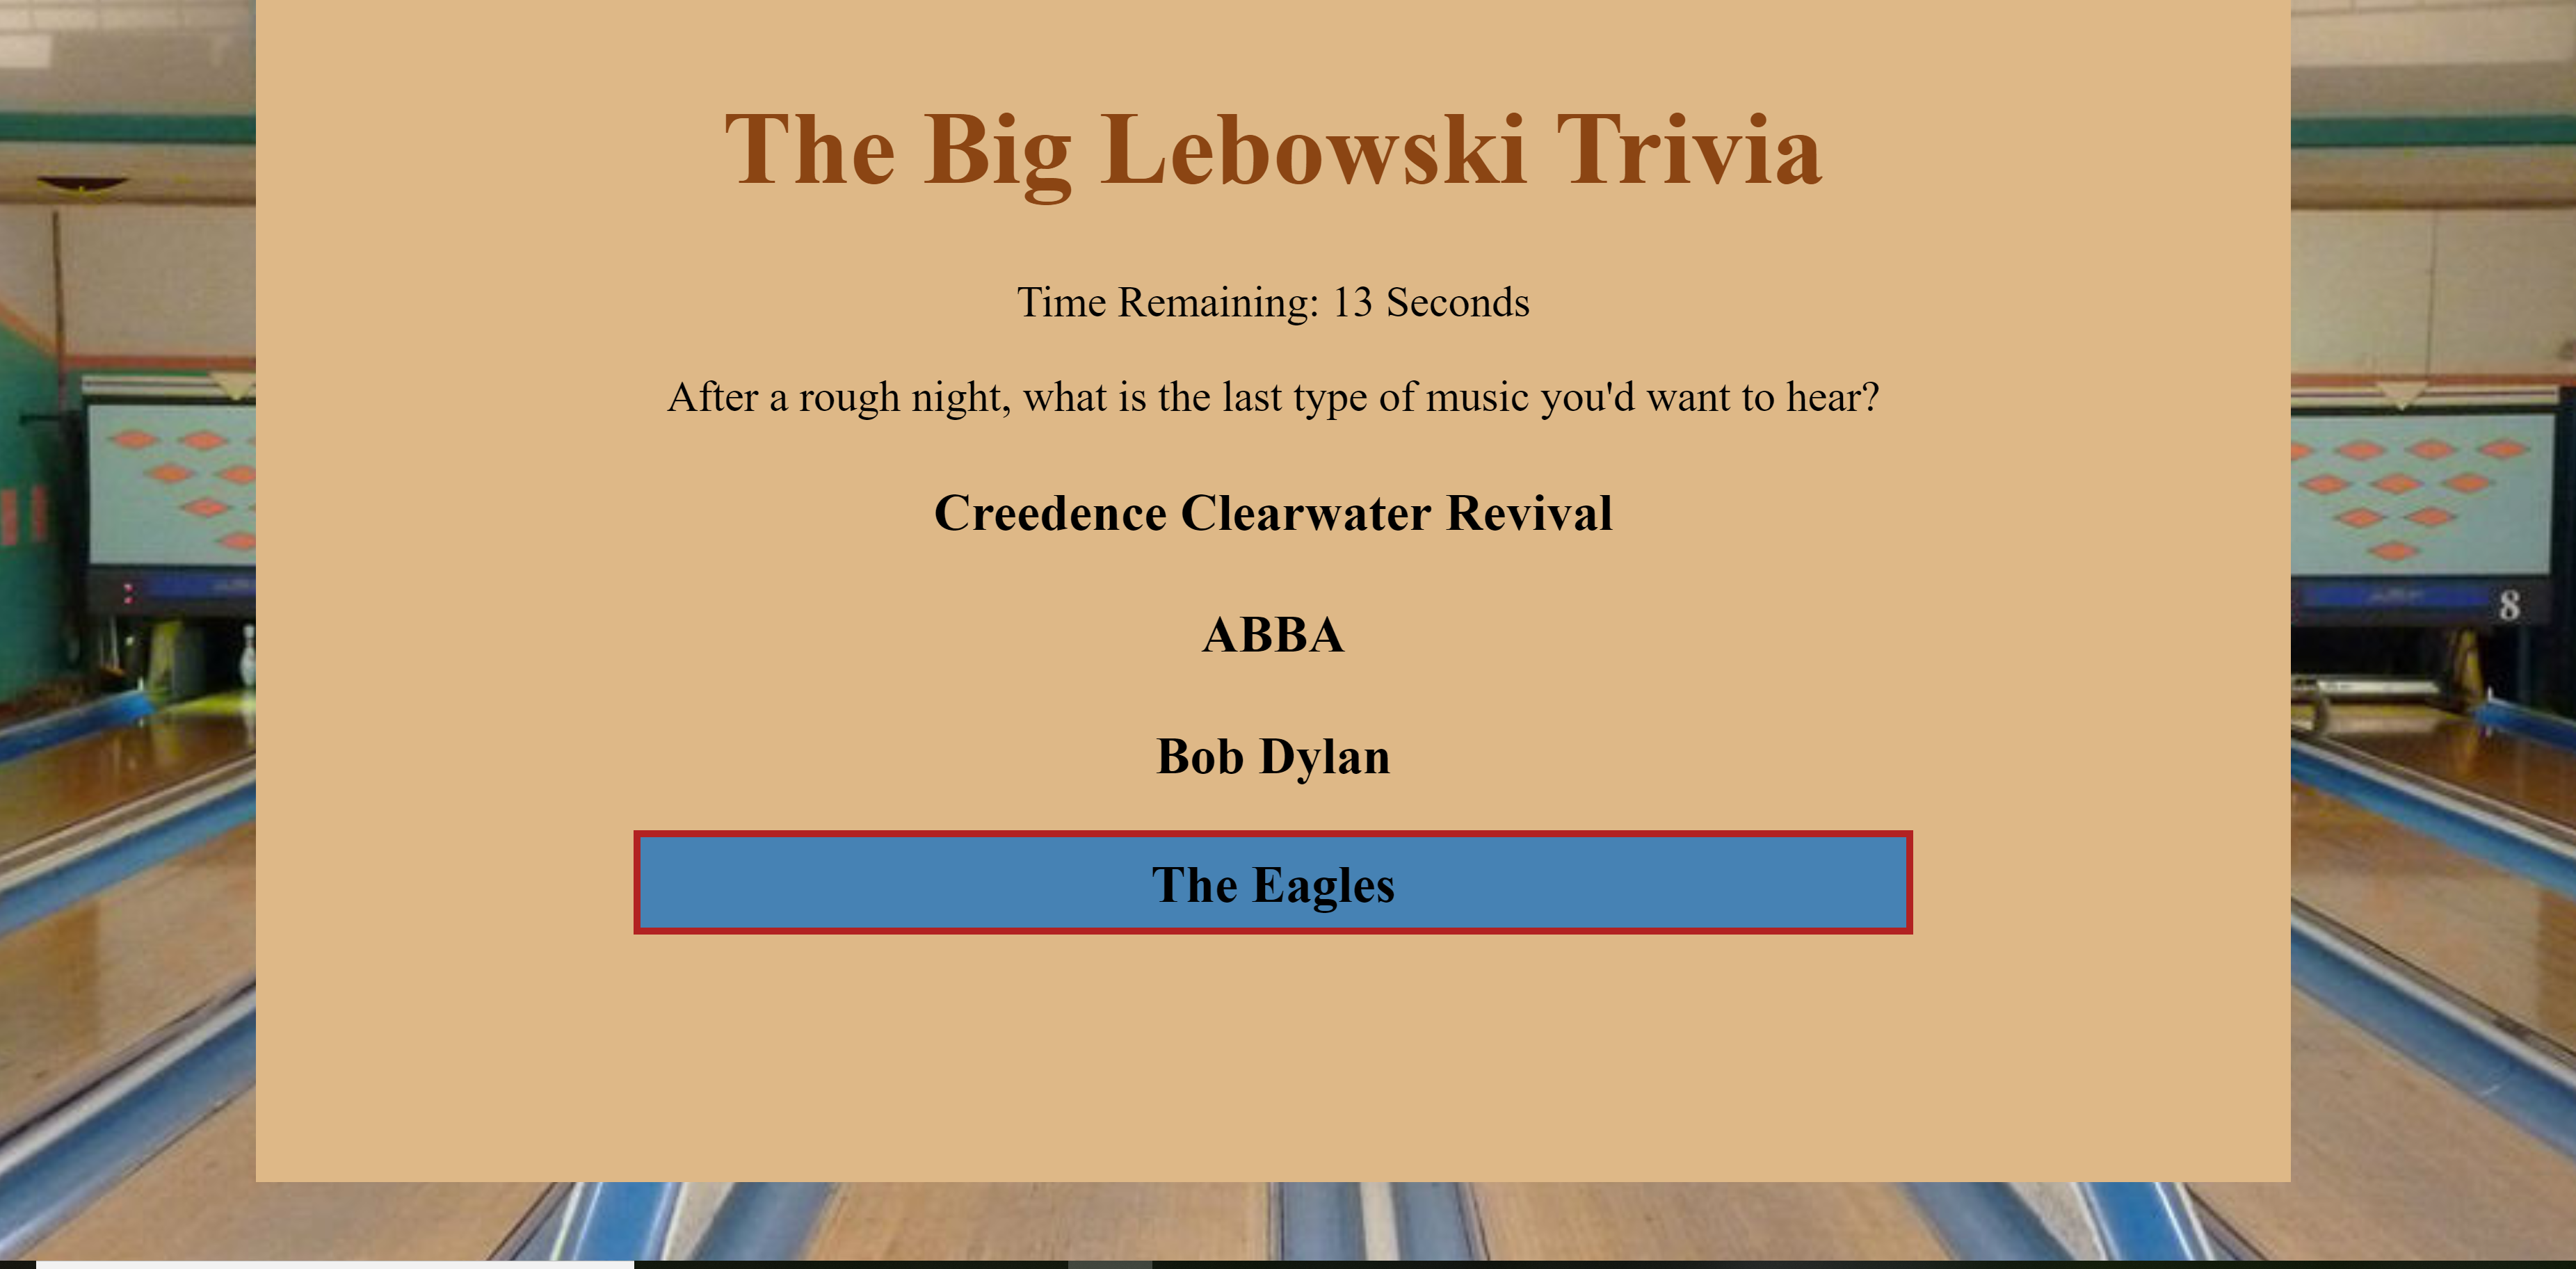 The Big Lebowski Trivia
Time Remaining: 13 Seconds
After a rough night, what is the last type of music you'd want to hear?
Creedence Clearwater Revival
ABBA
Bob Dylan
The Eagles
8